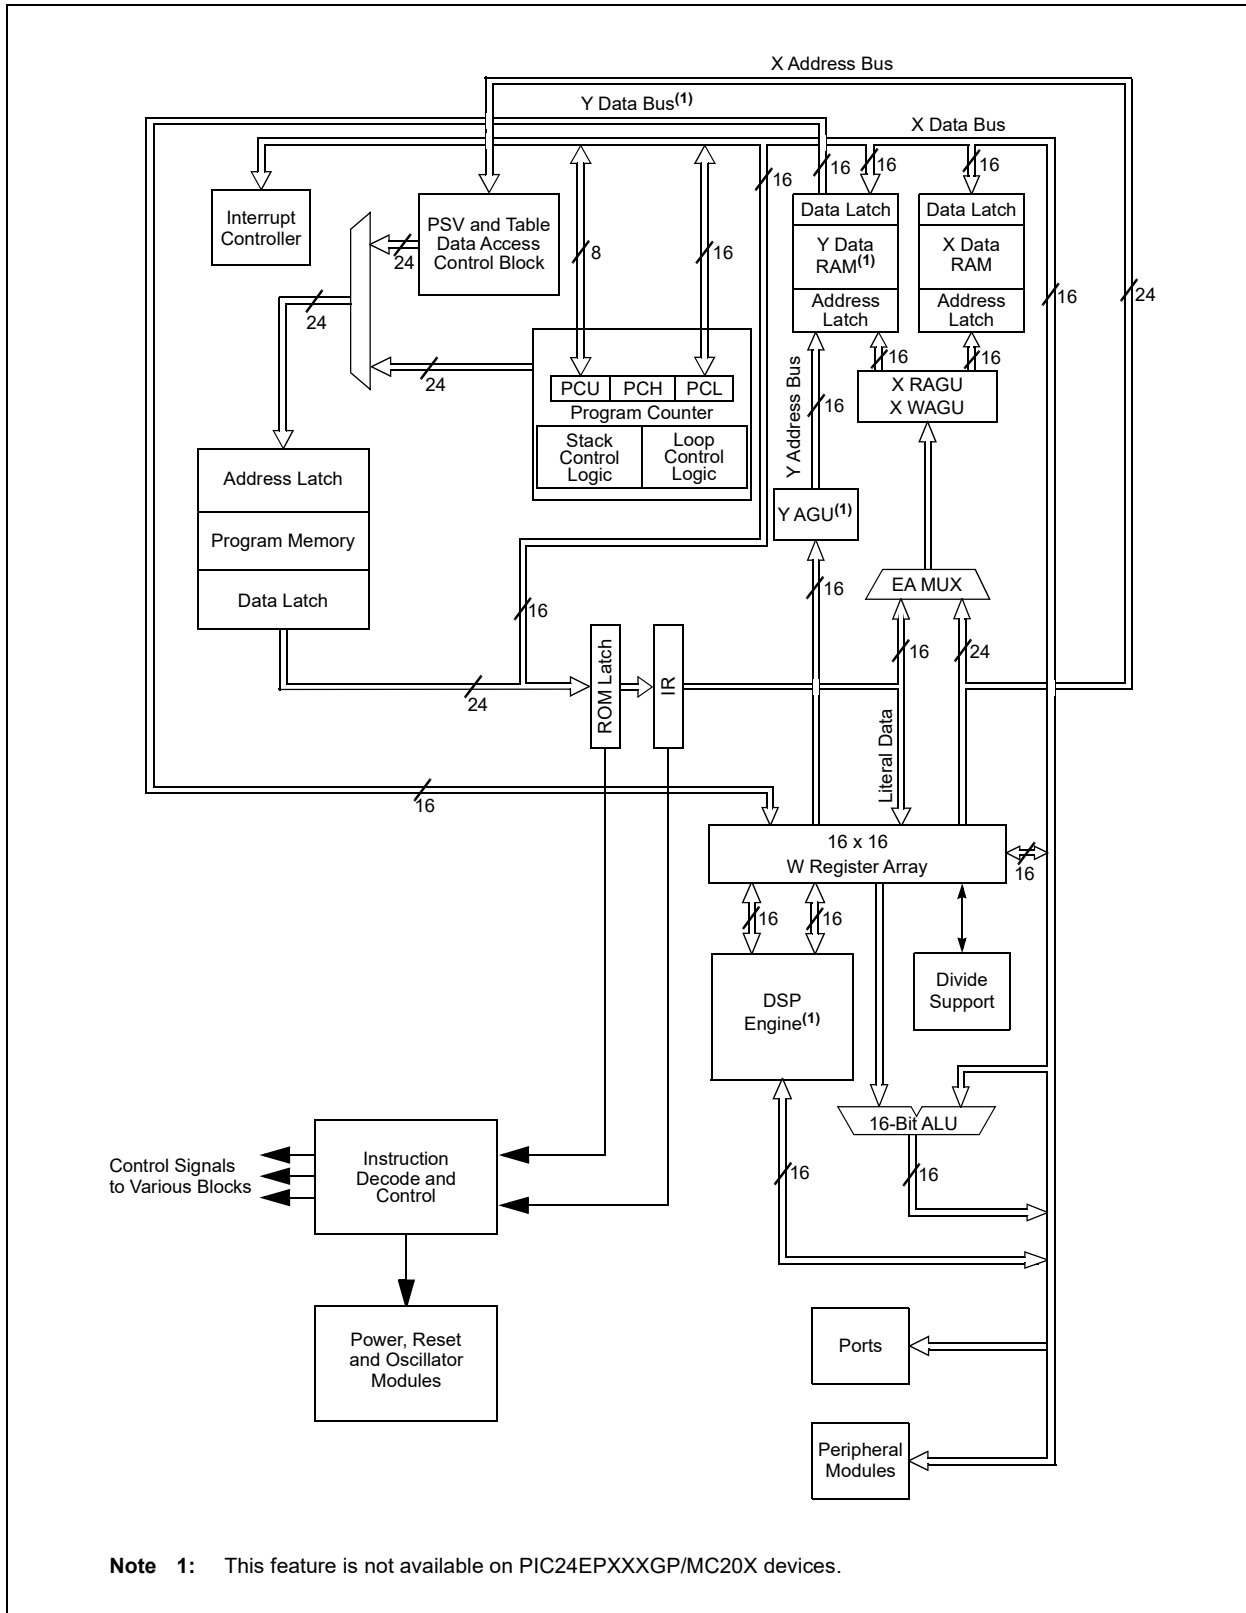 X Address Bus
Y Data Bus(1)
X Data Bus
16
16
16
16
Interrupt
Controller
PSV and Table
Data Access
Control Block
Data Latch
Y Data
RAM(1)
Address
Latch
Data Latch
X Data
RAM
Address
Latch
24
8
16
16
24
24
24
16
16
PCU
PCH
PCL
Program Counter
Stack
Control
Logic
Loop
Control
Logic
X RAGU
X WAGU
Y Address Bus
16
Address Latch
Program Memory
Data Latch
Y AGU(1)
EA MUX
16
16
16
24
24
ROM Latch
IR
Literal Data
16
16 x 16
W Register Array
16
16
16
DSP
Engine(1)
Divide
Support
16-Bit ALU
16
16
Control Signals
to Various Blocks
Instruction
Decode and
Control
Power, Reset
and Oscillator
Modules
Ports
Peripheral
Modules
Note 1: This feature is not available on PIC24EPXXXGP/MC20X devices.